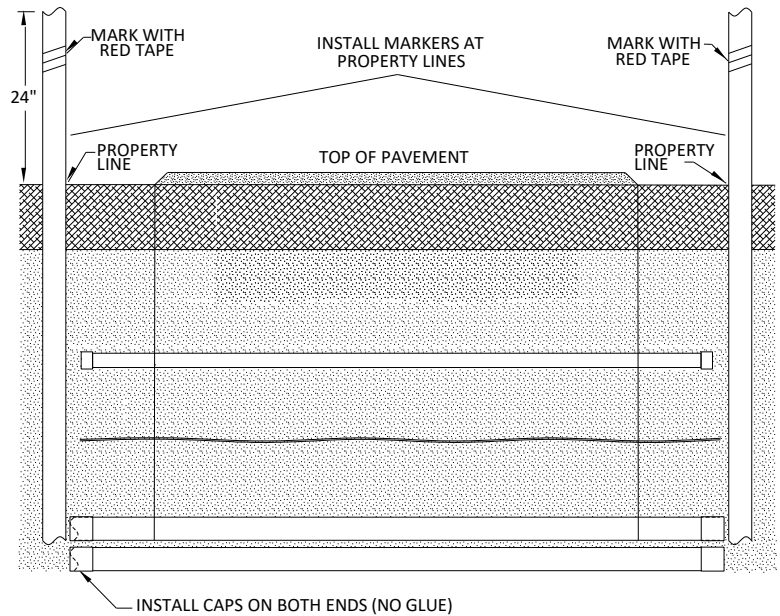 MARK WITH
RED TAPE
INSTALL MARKERS AT
PROPERTY LINES
MARK WITH
RED TAPE
24"
PROPERTY
LINE
TOP OF PAVEMENT
PROPERTY
LINE
INSTALL CAPS ON BOTH ENDS (NO GLUE)